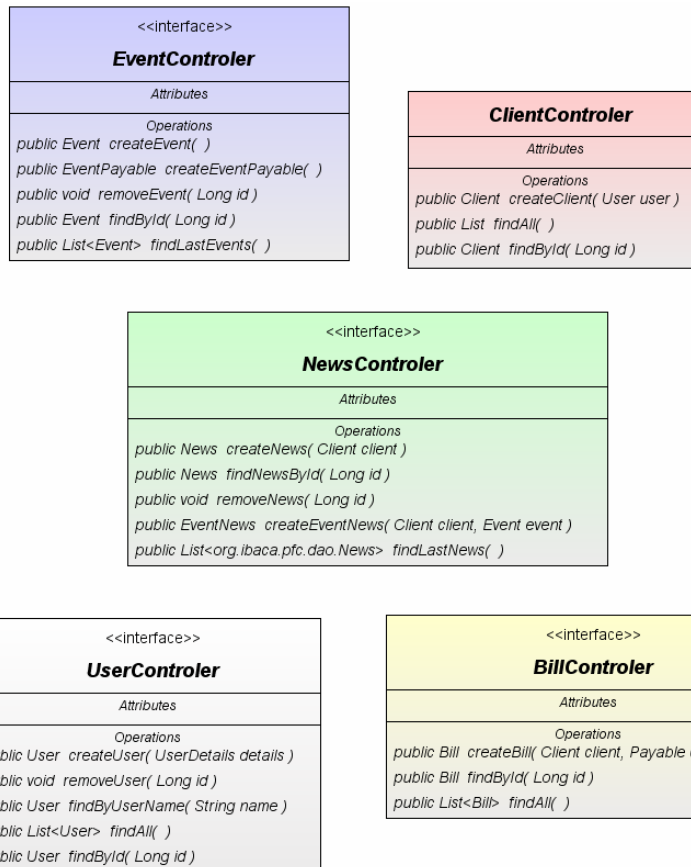 <<interface>>
EventControler
Attributes
Operations
public Event createEvent( )
public EventPayable createEventPayable( )
public void removeEvent( Long id )
public Event findById( Long id )
public List<Event> findLastEvents( )
ClientControler
Attributes
Operations
public Client createClient( User user )
public List findAll( )
public Client findById( Long id )
<<interface>>
NewsControler
Attributes
Operations
public News createNews( Client client )
public News findNewsById( Long id )
public void removeNews( Long id )
public EventNews createEventNews( Client client, Event event )
public List<org.ibaca.pfc.dao.News> findLastNews( )
<<interface>>
UserControler
Attributes
Operations
blic User createUser( UserDetails details )
blic void removeUser( Long id )
blic User findByUserName( String name )
blic List<User> findAll( )
blic User findById( Long id )
<<interface>>
BillControler
Attributes
Operations
public Bill createBill( Client client, Payable
public Bill findById( Long id )
public List<Bill> findAll( )